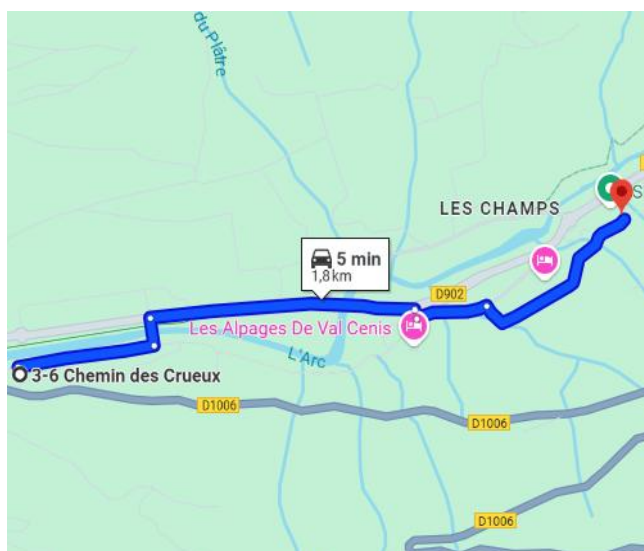 du Plâtre
LES CHAMPS
S
5 min
1,8 km
D902
Les Alpages De Val Cenis
L'Arc
3-6 Chemin des Crueux
D1006
D1006
D1006